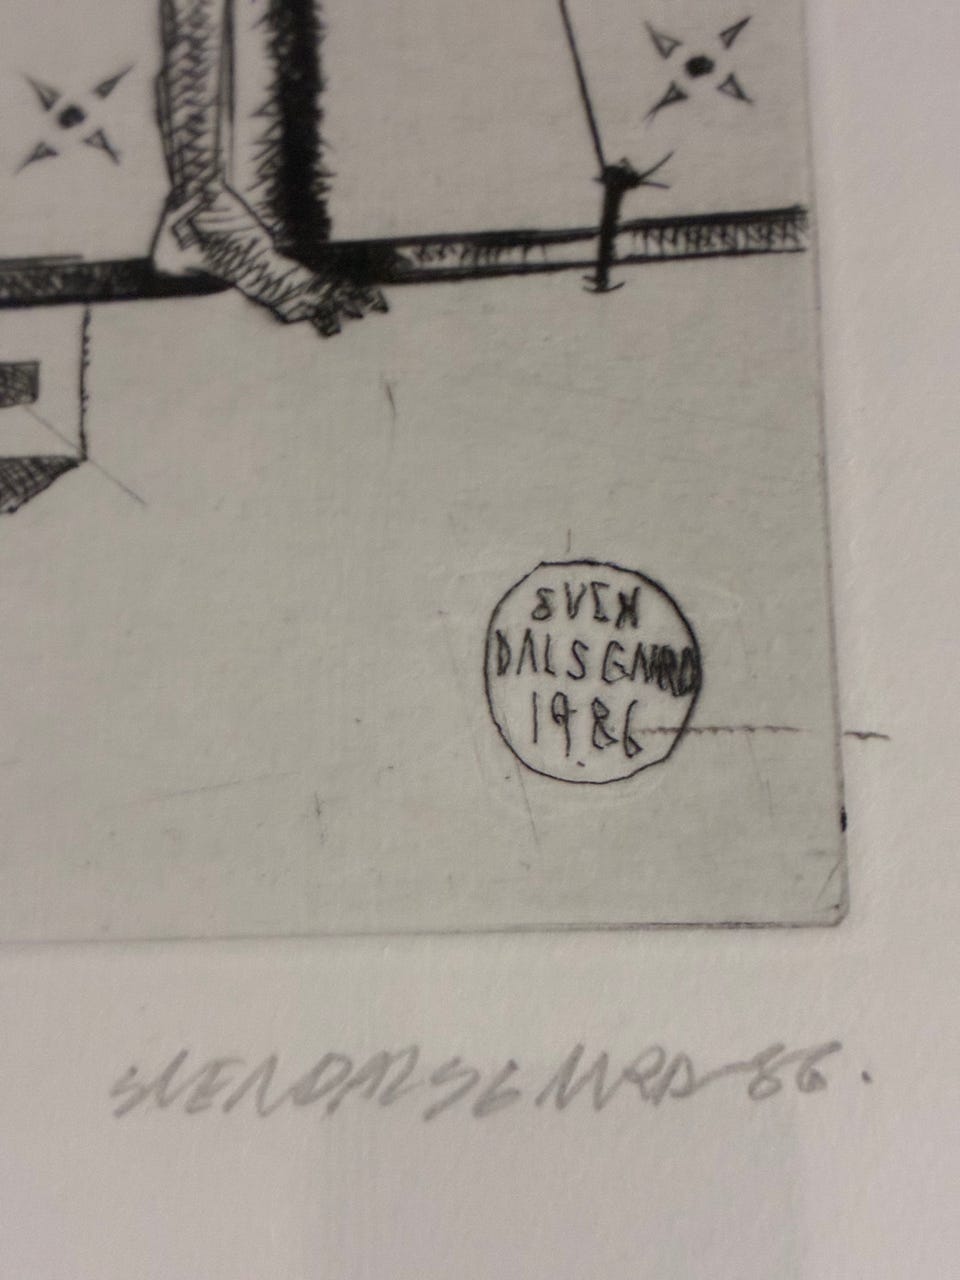 SVEN
DALSGAARD
1986
SVEN DALSGAARD 86.